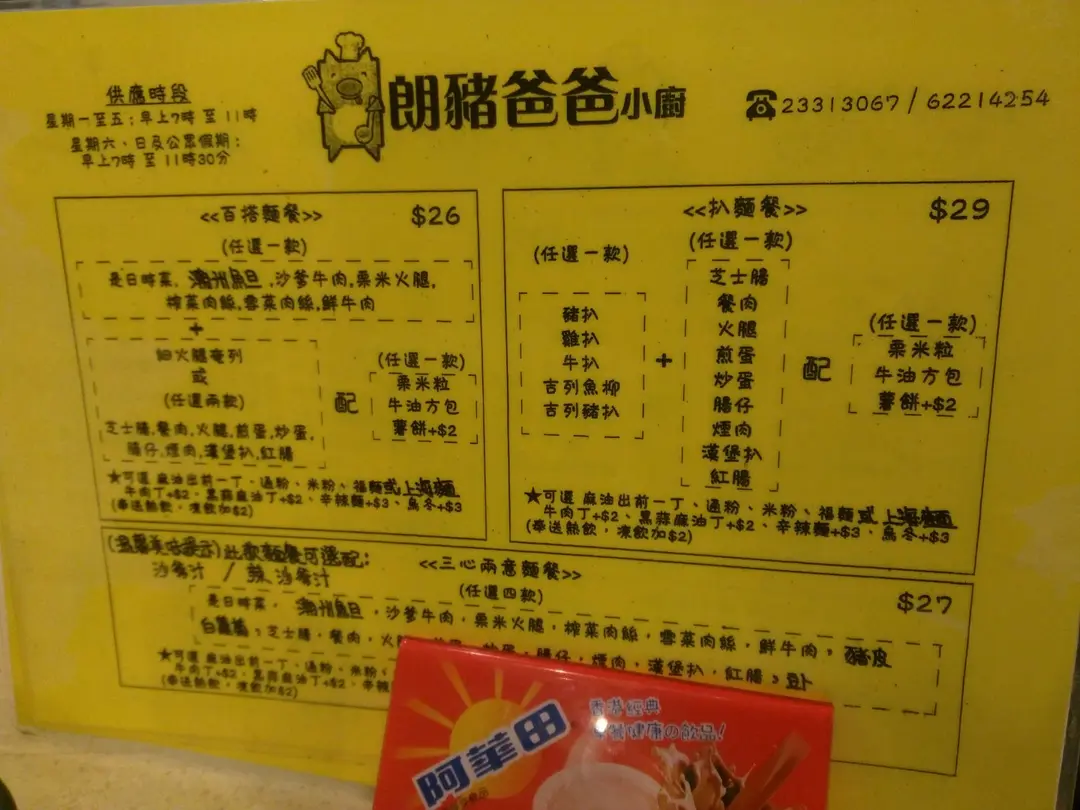 供應時段
星期一至五：早上7時 至 11時
星期六、日及公眾假期：
早上7時 至 11時30分
朗豬爸爸小廚
23313067 / 62214254
<<百搭麵餐>> $26
(任選一款)
是日時菜，潮州魚旦，沙爹牛肉，粟米火腿，
榨菜肉絲，雪菜肉絲，鮮牛肉
+
細火腿奄列
或
(任選兩款)
芝士腸，餐肉，火腿，煎蛋，炒蛋，
腸仔，煙肉，漢堡扒，紅腸
配
(任選一款)
粟米粒
牛油方包
薯餅+$2
★可選 麻油出前一丁、通粉、米粉、福麵或上海麵
牛肉丁+$2、黑蒜麻油丁+$2、辛辣麵+$3、烏冬+$3
(奉送熱飲，凍飲加$2)
<<扒麵餐>> $29
(任選一款)
豬扒
雞扒
牛扒
吉列魚柳
吉列豬扒
+
(任選一款)
芝士腸
餐肉
火腿
煎蛋
炒蛋
腸仔
煙肉
漢堡扒
紅腸
配
(任選一款)
粟米粒
牛油方包
薯餅+$2
★可選 麻油出前一丁、通粉、米粉、福麵或上海麵
牛肉丁+$2、黑蒜麻油丁+$2、辛辣麵+$3、烏冬+$3
(奉送熱飲，凍飲加$2)
此款麵餐可選配：
沙爹汁 / 沙爹汁
<<三心兩意麵餐>> $27
(任選四款)
是日時菜，潮州魚旦，沙爹牛肉，粟米火腿，榨菜肉絲，雪菜肉絲，鮮牛肉，豬皮
芝士腸，餐肉，火 腸仔，煙肉，漢堡扒，紅腸，
★可選 麻油出前一丁、通粉、米粉、
牛肉丁+$2、黑蒜麻油丁+$2、辛辣
(奉送熱飲，凍飲加$2)
阿華田
香港經典
營健康の飲品！